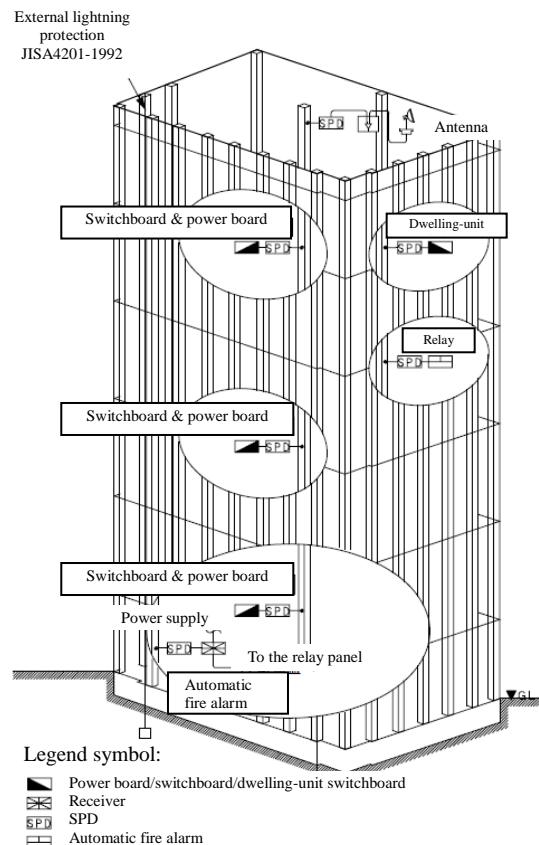 External lightning
protection
JISA4201-1992
SPD
Antenna
Switchboard & power board
SPD
Dwelling-unit
SPD
Relay
SPD
Switchboard & power board
SPD
Switchboard & power board
SPD
Power supply
SPD
To the relay panel
Automatic
fire alarm
GL
Legend symbol:
Power board/switchboard/dwelling-unit switchboard
Receiver
SPD SPD
Automatic fire alarm